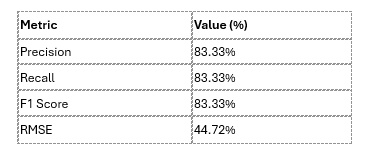 Metric Value (%)
Precision 83.33%
Recall 83.33%
F1 Score 83.33%
RMSE 44.72%